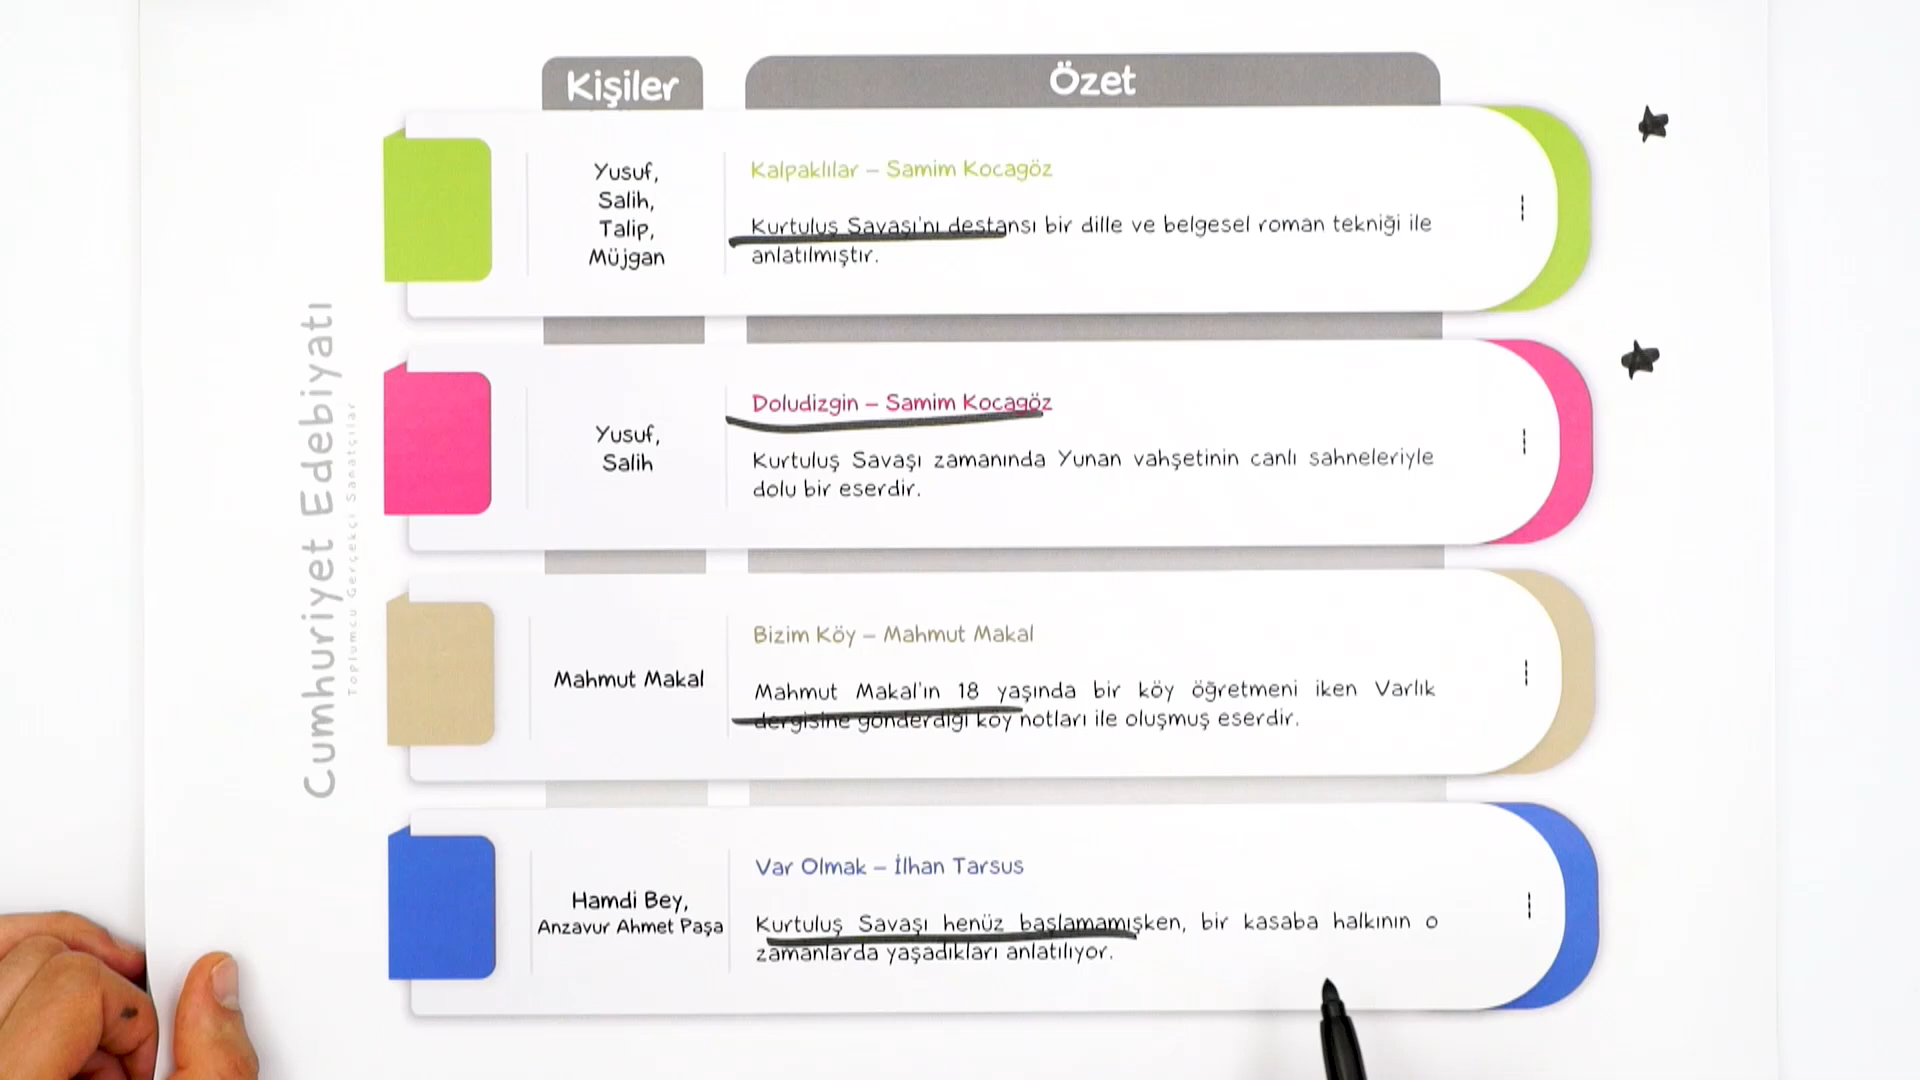 Kişiler
Özet
Cumhuriyet Edebiyatı
Toplumcu Gerçekçi Sanatçılar
Yusuf,
Salih,
Talip,
Müjgan
Kalpaklılar – Samim Kocagöz
Kurtuluş Savaşı'nı destansı bir dille ve belgesel roman tekniği ile
anlatılmıştır.
Yusuf,
Salih
Doludizgin – Samim Kocagöz
Kurtuluş Savaşı zamanında Yunan vahşetinin canlı sahneleriyle
dolu bir eserdir.
Mahmut Makal
Bizim Köy – Mahmut Makal
Mahmut Makal'ın 18 yaşında bir köy öğretmeni iken Varlık
dergisine gönderdiği köy notları ile oluşmuş eserdir.
Hamdi Bey,
Anzavur Ahmet Paşa
Var Olmak – İlhan Tarsus
Kurtuluş Savaşı henüz başlamamışken, bir kasaba halkının o
zamanlarda yaşadıkları anlatılıyor.